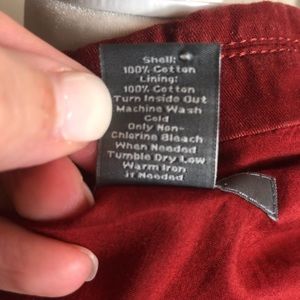 Shell:
100% Cotton
Lining:
100% Cotton
Turn Inside Out
Machine Wash
Cold
Only Non-
Chlorine Bleach
When Needed
Tumble Dry Low
Warm Iron
if Needed